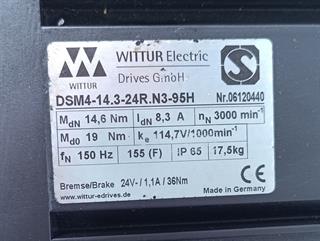 WITTUR
WITTUR Electric
Drives GmbH
S
DSM4-14.3-24R.N3-95H Nr.06120440
MdN 14,6 Nm IdN 8,3 A nN 3000 min⁻¹
Md0 19 Nm ke 114,7V/1000min⁻¹
fN 150 Hz 155 (F) IP 65 17,5kg
Bremse/Brake 24V- / 1,1A / 36Nm
www.wittur-edrives.de
CE
Made in Germany